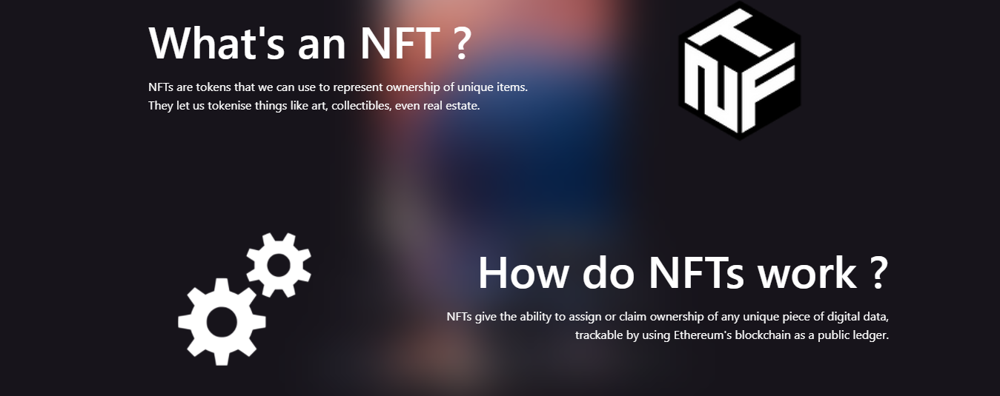 What's an NFT ?
NFTs are tokens that we can use to represent ownership of unique items.
They let us tokenise things like art, collectibles, even real estate.
NFT
How do NFTs work ?
NFTs give the ability to assign or claim ownership of any unique piece of digital data,
trackable by using Ethereum's blockchain as a public ledger.